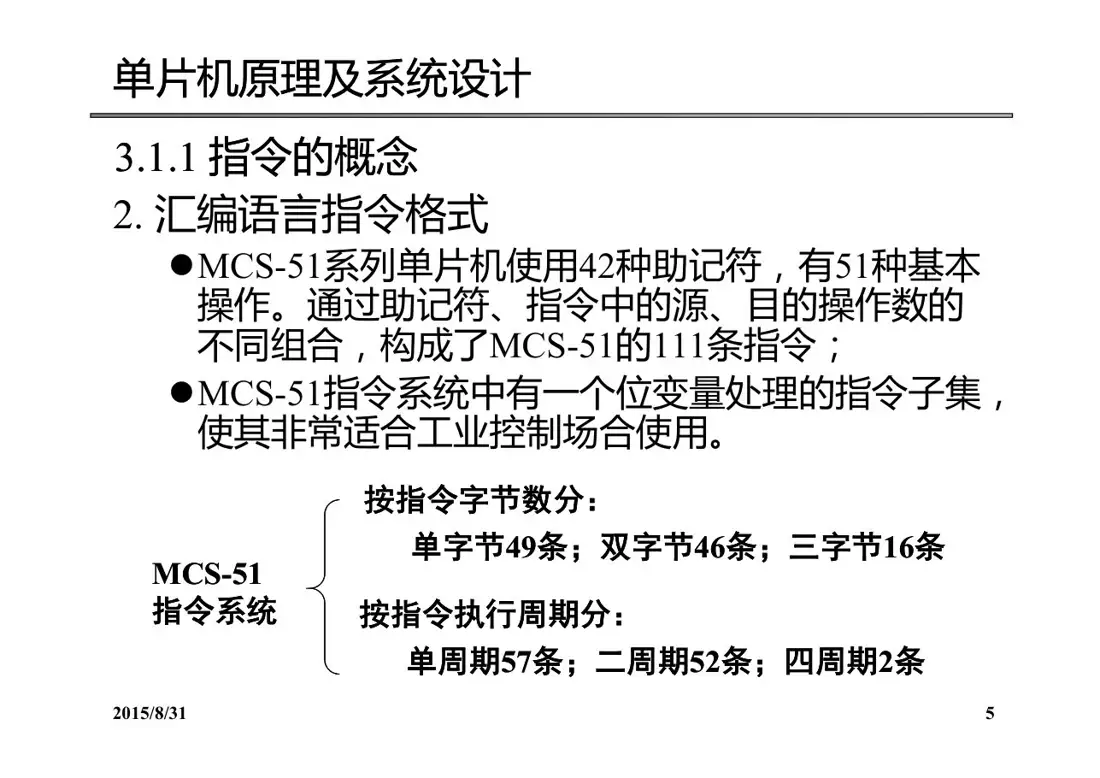 单片机原理及系统设计
3.1.1 指令的概念
2. 汇编语言指令格式
●MCS-51系列单片机使用42种助记符，有51种基本
操作。通过助记符、指令中的源、目的操作数的
不同组合，构成了MCS-51的111条指令；
●MCS-51指令系统中有一个位变量处理的指令子集，
使其非常适合工业控制场合使用。
按指令字节数分：
单字节49条；双字节46条；三字节16条
MCS-51
指令系统
按指令执行周期分：
单周期57条；二周期52条；四周期2条
2015/8/31
5